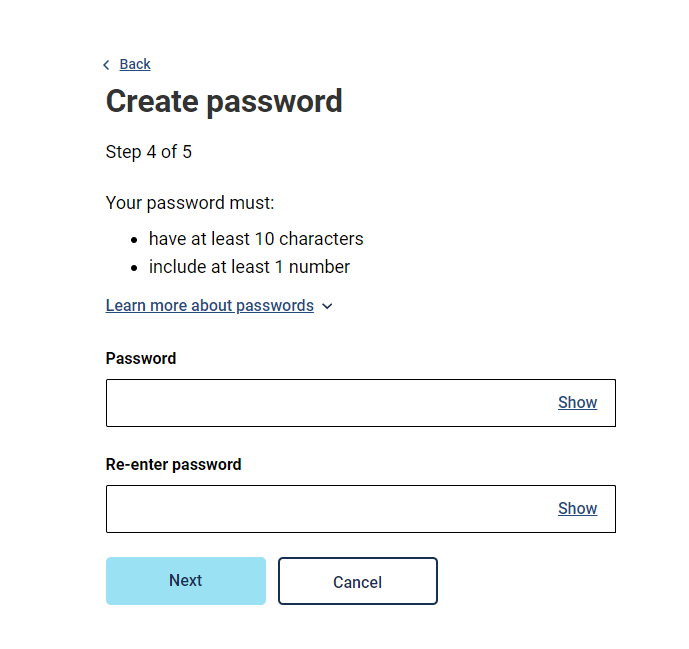 Back
Create password
Step 4 of 5
Your password must:
have at least 10 characters
include at least 1 number
Learn more about passwords
Password
Show
Re-enter password
Show
Next
Cancel